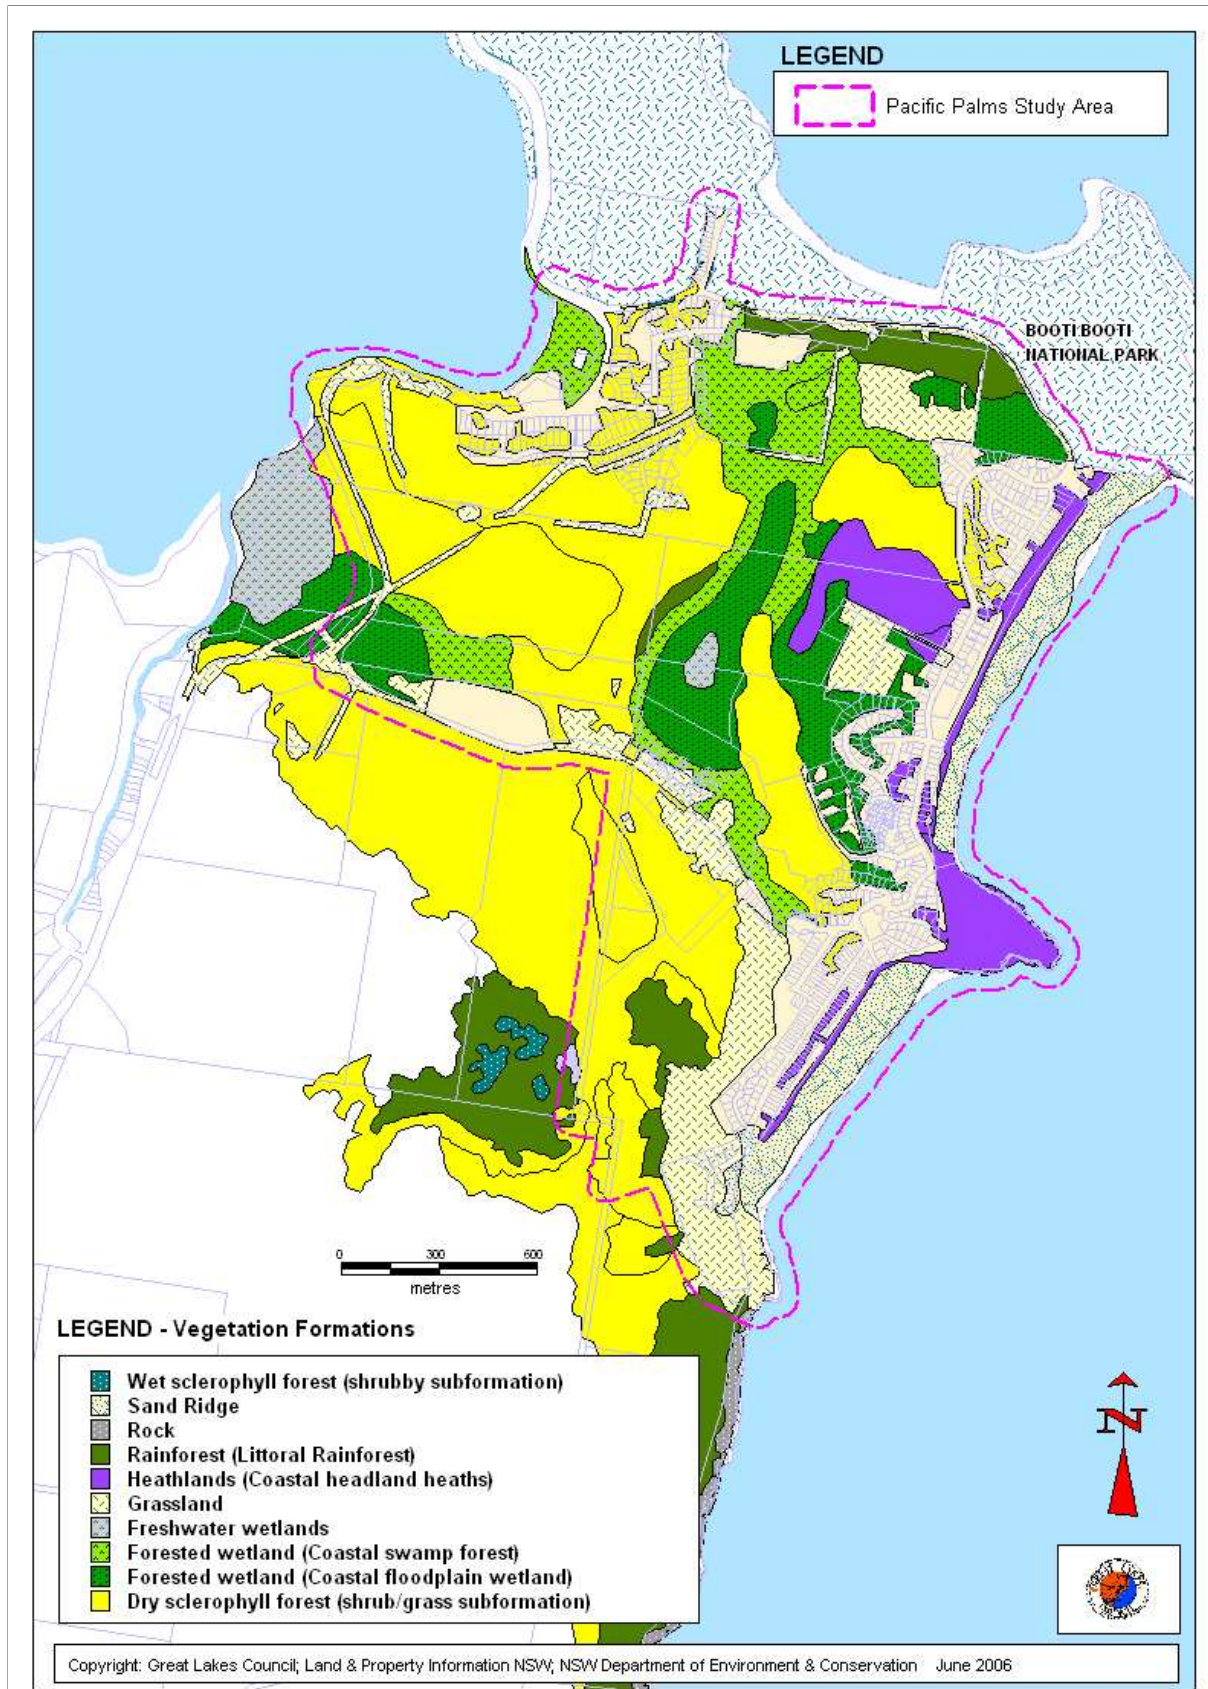 LEGEND
Pacific Palms Study Area
BOOTI BOOTI
NATIONAL PARK
0 300 600
metres
LEGEND - Vegetation Formations
Wet sclerophyll forest (shrubby subformation)
Sand Ridge
Rock
Rainforest (Littoral Rainforest)
Heathlands (Coastal headland heaths)
Grassland
Freshwater wetlands
Forested wetland (Coastal swamp forest)
Forested wetland (Coastal floodplain wetland)
Dry sclerophyll forest (shrub/grass subformation)
N
Copyright: Great Lakes Council; Land & Property Information NSW; NSW Department of Environment & Conservation June 2006